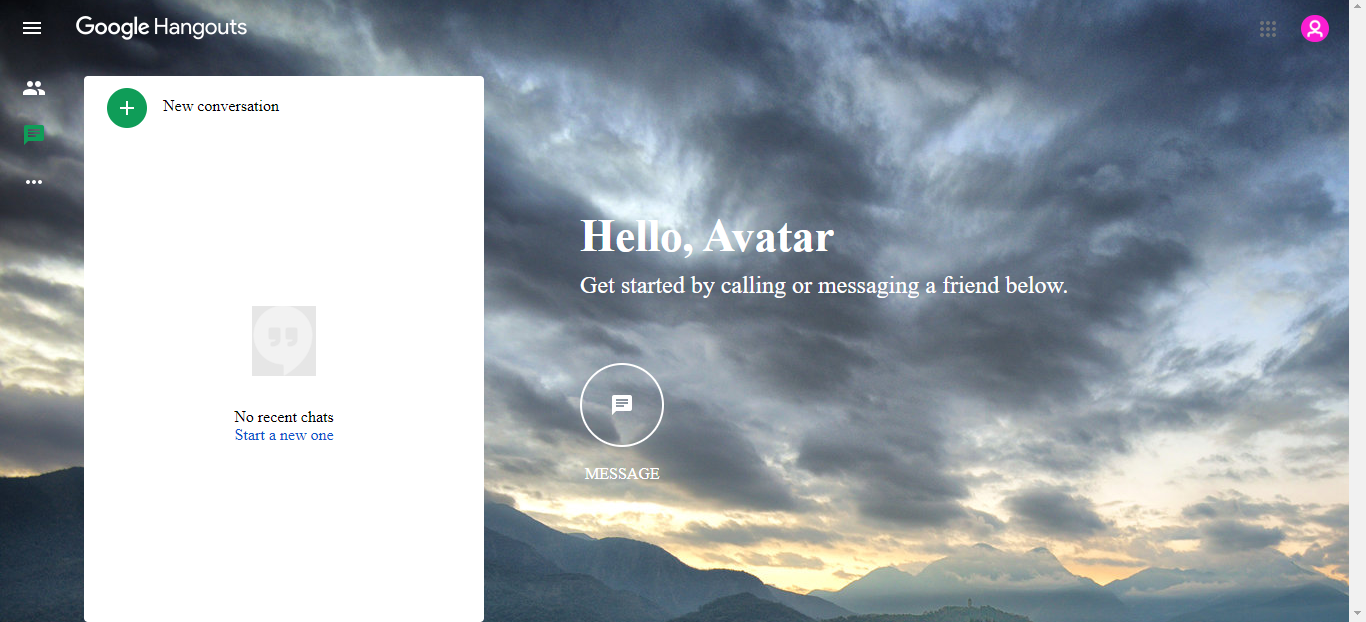 Google Hangouts
New conversation
No recent chats
Start a new one
Hello, Avatar
Get started by calling or messaging a friend below.
MESSAGE